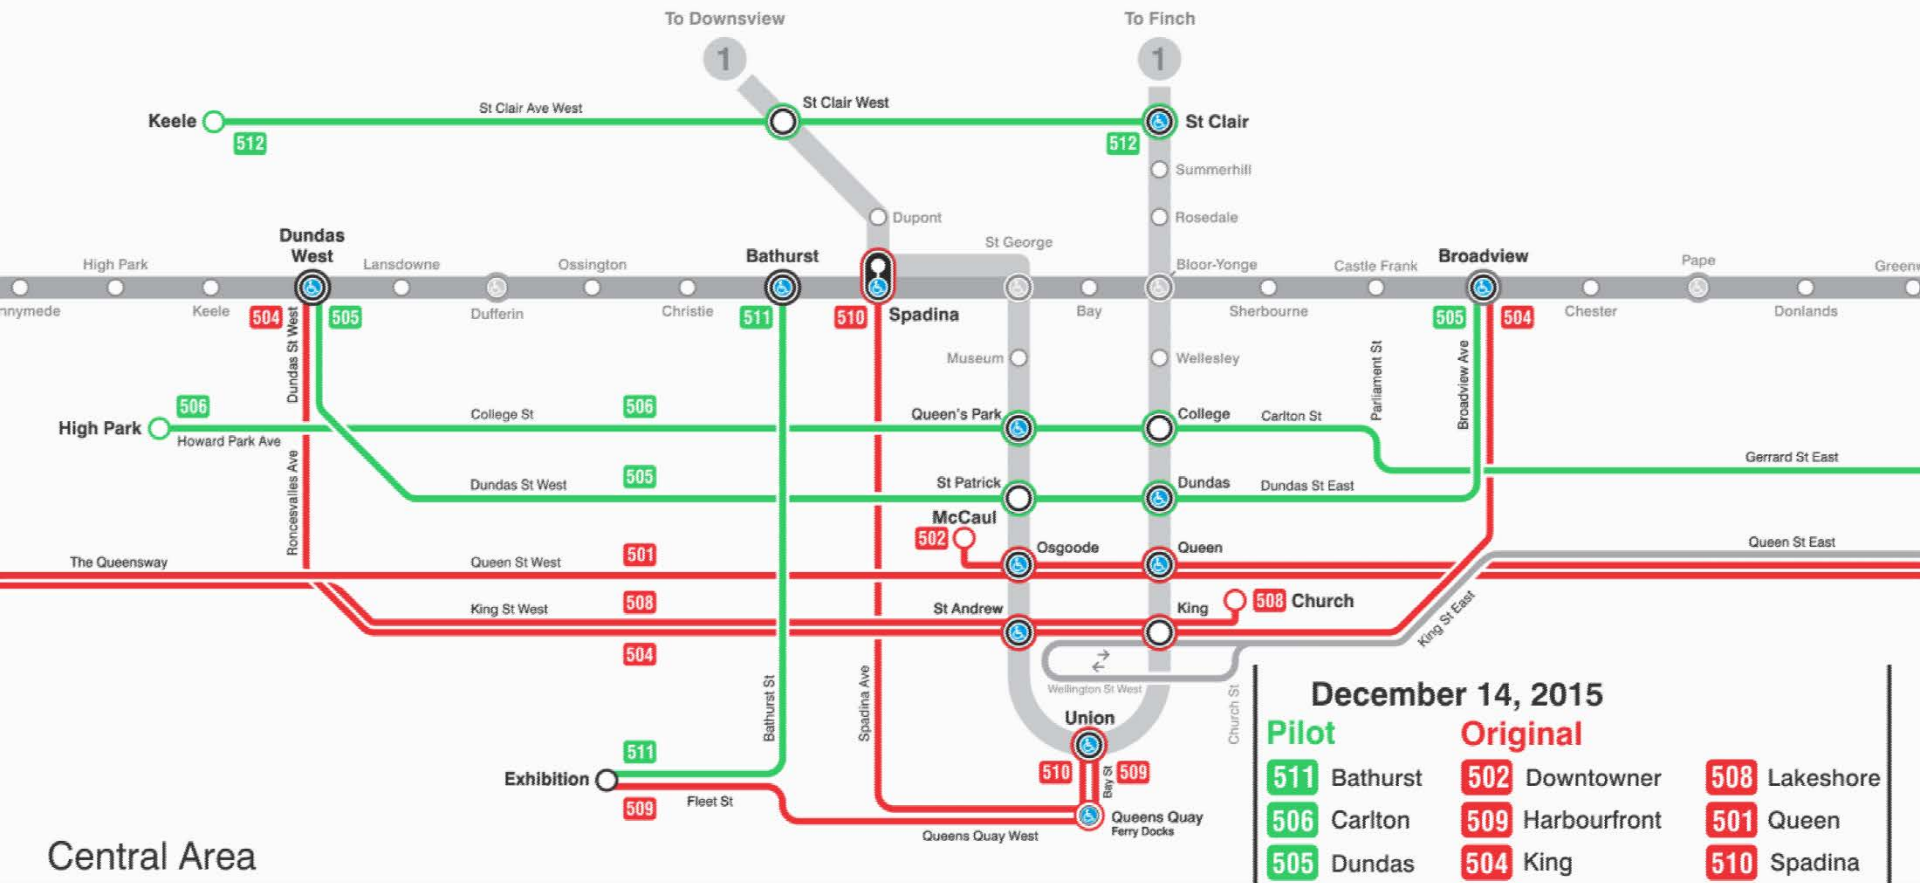 To Downsview
To Finch
1
1
Keele
St Clair Ave West
St Clair West
St Clair
512
512
Summerhill
Dupont
Rosedale
Dundas
West
St George
High Park
Lansdowne
Ossington
Bathurst
Bloor-Yonge
Castle Frank
Broadview
Pape
Greenw
nnymede
Keele
504
505
Dufferin
Christie
511
510
Spadina
Bay
Sherbourne
505
504
Chester
Donlands
Dundas St West
Museum
Wellesley
Parliament St
Broadview Ave
506
506
High Park
Howard Park Ave
College St
Queen's Park
College
Carlton St
Roncesvalles Ave
Gerrard St East
505
Dundas St West
St Patrick
Dundas
Dundas St East
McCaul
502
The Queensway
Queen St West
501
Osgoode
Queen
Queen St East
King St West
508
St Andrew
King
508 Church
504
King St East
Bathurst St
Spadina Ave
Wellington St West
Church St
Union
511
Exhibition
509
Fleet St
510
Bay St
509
Queens Quay
Ferry Docks
Queens Quay West
Central Area
December 14, 2015
Pilot
Original
511 Bathurst
502 Downtowner
508 Lakeshore
506 Carlton
509 Harbourfront
501 Queen
505 Dundas
504 King
510 Spadina